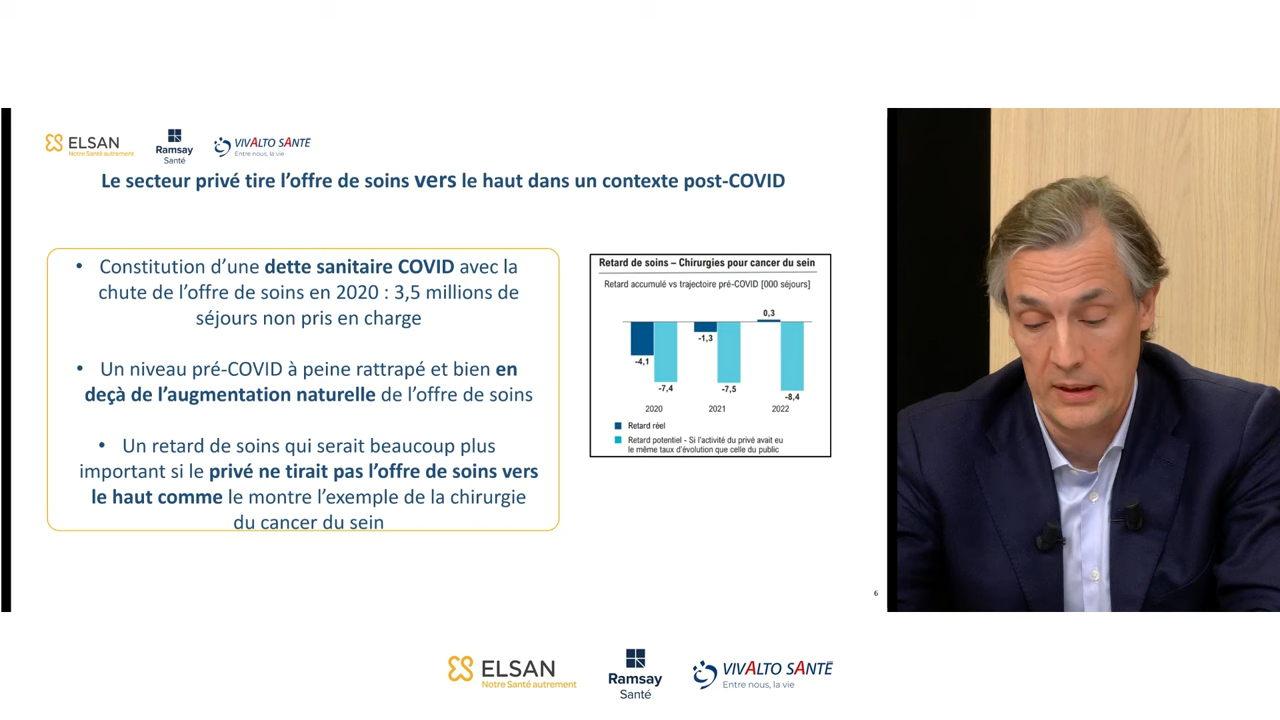 ELSAN
Notre Santé autrement
Ramsay
Santé
VIVALTO SANTÉ
Entre nous, la vie
Le secteur privé tire l’offre de soins vers le haut dans un contexte post-COVID
• Constitution d’une dette sanitaire COVID avec la
chute de l’offre de soins en 2020 : 3,5 millions de
séjours non pris en charge
• Un niveau pré-COVID à peine rattrapé et bien en
deçà de l’augmentation naturelle de l’offre de soins
• Un retard de soins qui serait beaucoup plus
important si le privé ne tirait pas l’offre de soins vers
le haut comme le montre l’exemple de la chirurgie
du cancer du sein
Retard de soins – Chirurgies pour cancer du sein
Retard accumulé vs trajectoire pré-COVID [000 séjours]
0,3
-1,3
-4,1
-7,4
-7,5
-8,4
2020 2021 2022
Retard réel
Retard potentiel - Si l’activité du privé avait eu
le même taux d’évolution que celle du public
6
ELSAN
Notre Santé autrement
Ramsay
Santé
VIVALTO SANTÉ
Entre nous, la vie